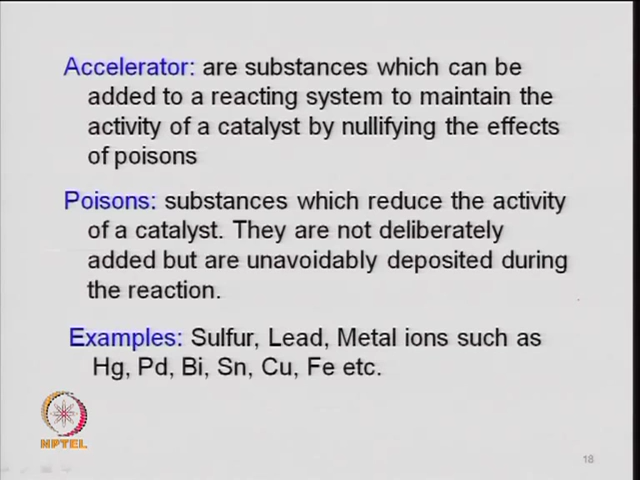 Accelerator: are substances which can be
added to a reacting system to maintain the
activity of a catalyst by nullifying the effects
of poisons
Poisons: substances which reduce the activity
of a catalyst. They are not deliberately
added but are unavoidably deposited during
the reaction.
Examples: Sulfur, Lead, Metal ions such as
Hg, Pd, Bi, Sn, Cu, Fe etc.
NPTEL
18